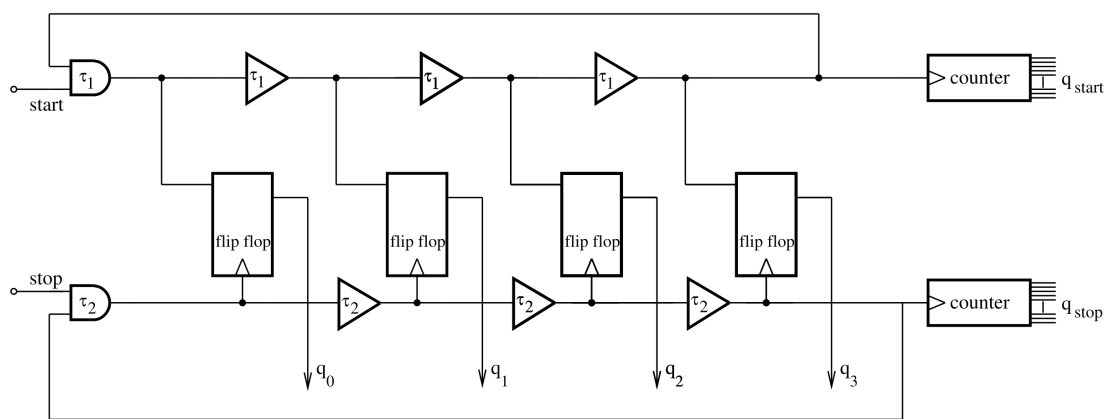 τ1
start
τ1
τ1
τ1
counter
q start
flip flop
flip flop
flip flop
flip flop
stop
τ2
τ2
τ2
τ2
counter
q stop
q0
q1
q2
q3